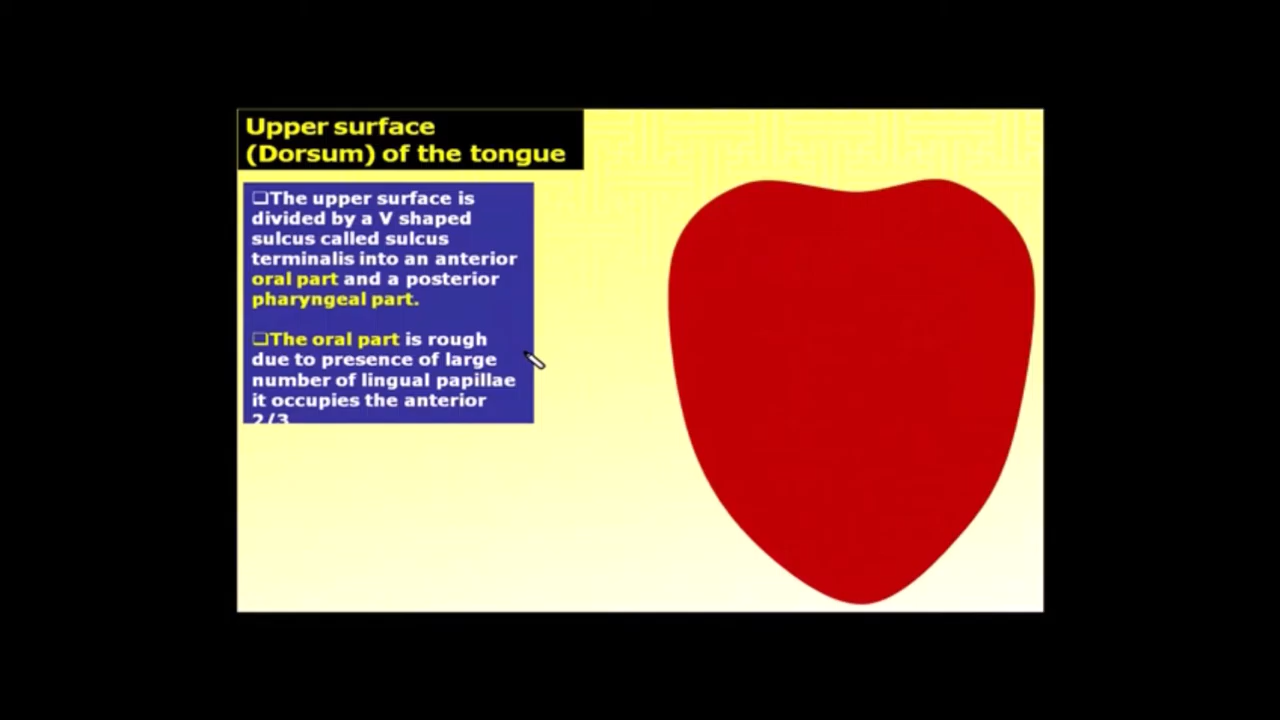 Upper surface
(Dorsum) of the tongue
❑The upper surface is
divided by a V shaped
sulcus called sulcus
terminalis into an anterior
oral part and a posterior
pharyngeal part.
❑The oral part is rough
due to presence of large
number of lingual papillae
it occupies the anterior
2/3